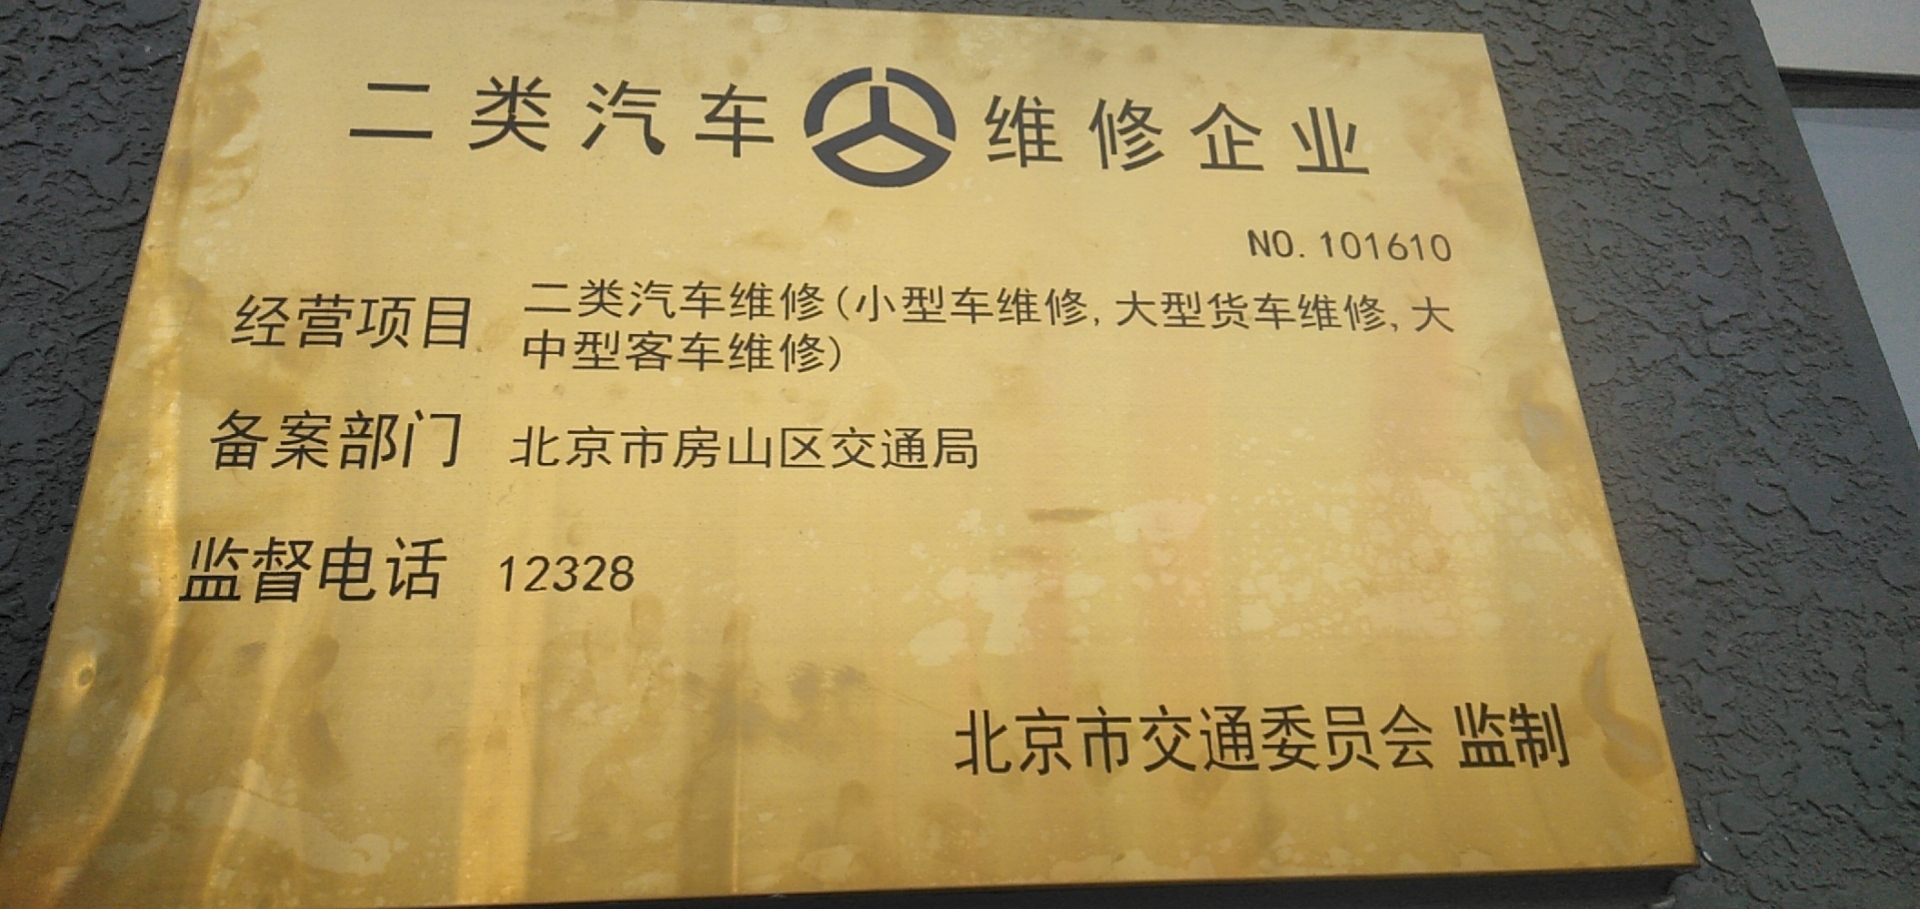 二类汽车维修企业
NO.101610
经营项目 二类汽车维修(小型车维修,大型货车维修,大
中型客车维修)
备案部门 北京市房山区交通局
监督电话 12328
北京市交通委员会 监制